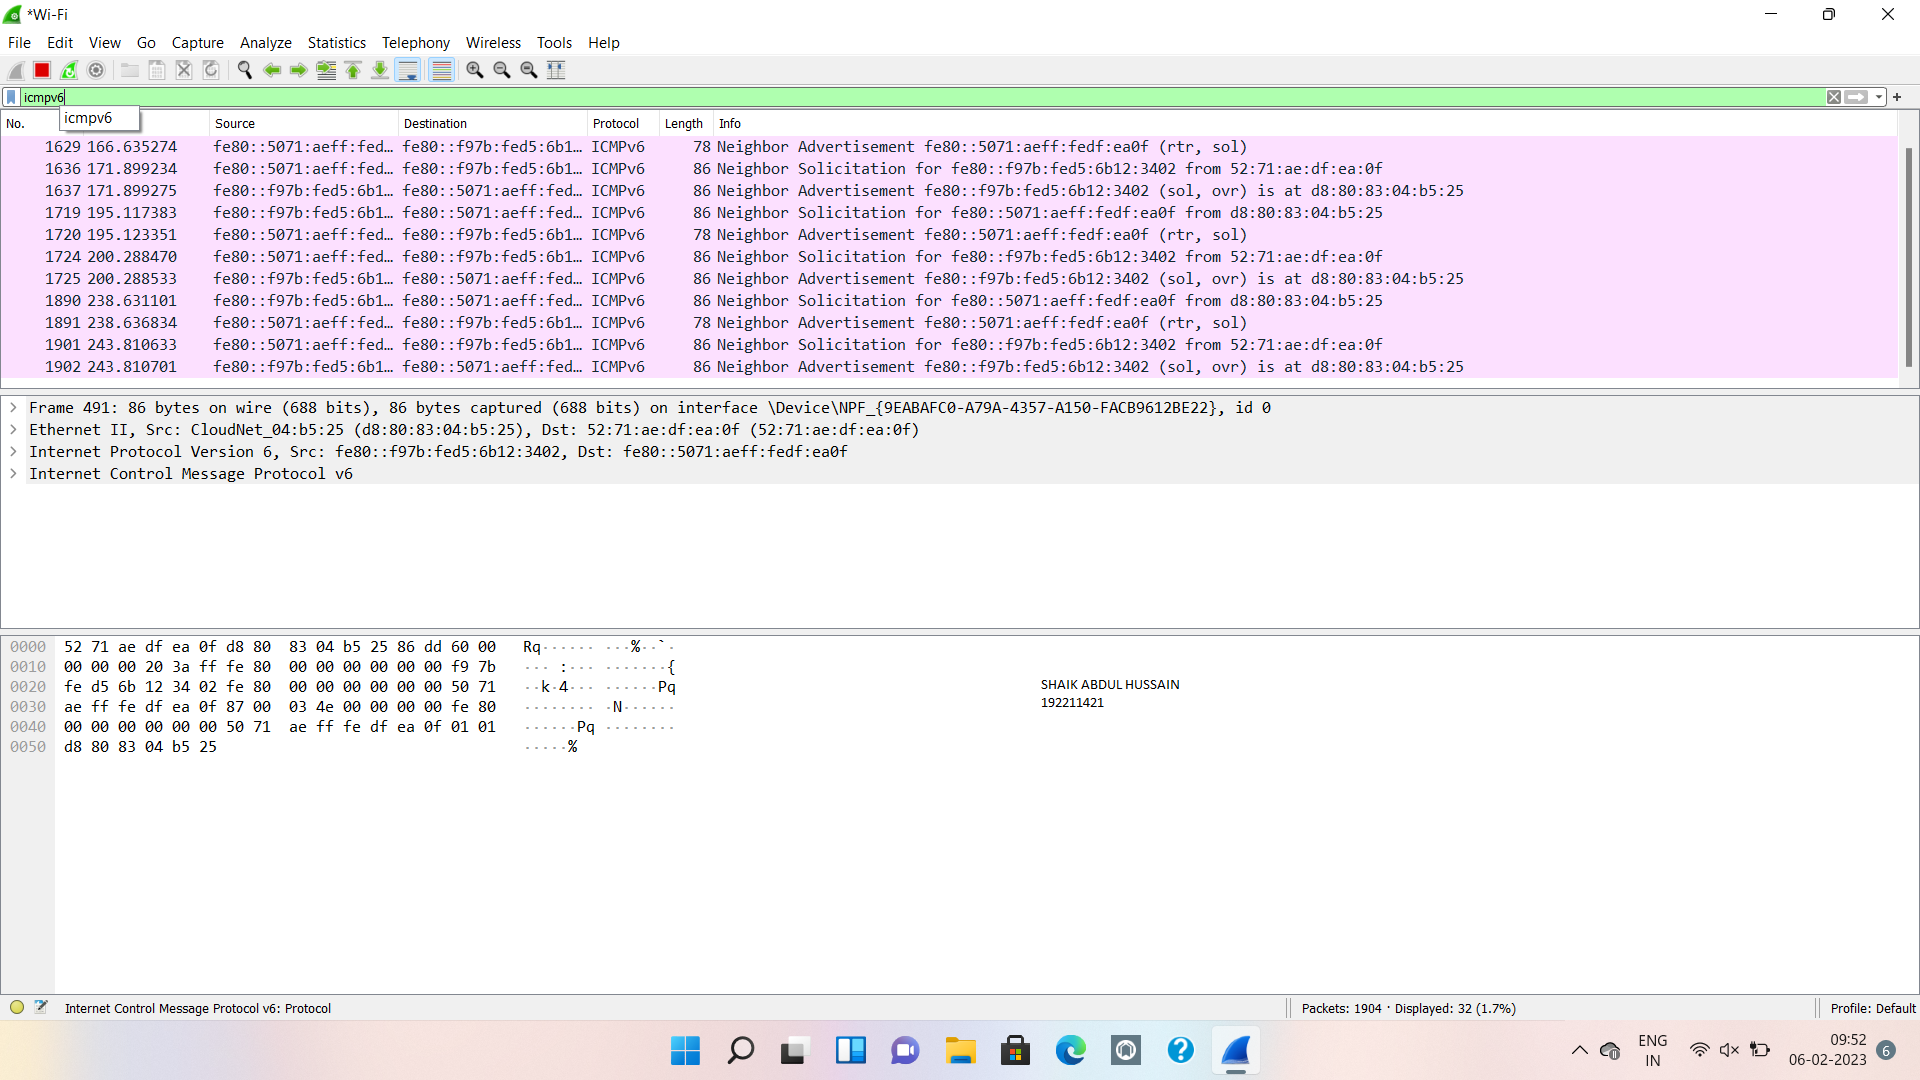 *Wi-Fi
File Edit View Go Capture Analyze Statistics Telephony Wireless Tools Help
icmpv6
icmpv6
No. Source Destination Protocol Length Info
1629 166.635274 fe80::5071:aeff:fed… fe80::f97b:fed5:6b1… ICMPv6 78 Neighbor Advertisement fe80::5071:aeff:fedf:ea0f (rtr, sol)
1636 171.899234 fe80::5071:aeff:fed… fe80::f97b:fed5:6b1… ICMPv6 86 Neighbor Solicitation for fe80::f97b:fed5:6b12:3402 from 52:71:ae:df:ea:0f
1637 171.899275 fe80::f97b:fed5:6b1… fe80::5071:aeff:fed… ICMPv6 86 Neighbor Advertisement fe80::f97b:fed5:6b12:3402 (sol, ovr) is at d8:80:83:04:b5:25
1719 195.117383 fe80::f97b:fed5:6b1… fe80::5071:aeff:fed… ICMPv6 86 Neighbor Solicitation for fe80::5071:aeff:fedf:ea0f from d8:80:83:04:b5:25
1720 195.123351 fe80::5071:aeff:fed… fe80::f97b:fed5:6b1… ICMPv6 78 Neighbor Advertisement fe80::5071:aeff:fedf:ea0f (rtr, sol)
1724 200.288470 fe80::5071:aeff:fed… fe80::f97b:fed5:6b1… ICMPv6 86 Neighbor Solicitation for fe80::f97b:fed5:6b12:3402 from 52:71:ae:df:ea:0f
1725 200.288533 fe80::f97b:fed5:6b1… fe80::5071:aeff:fed… ICMPv6 86 Neighbor Advertisement fe80::f97b:fed5:6b12:3402 (sol, ovr) is at d8:80:83:04:b5:25
1890 238.631101 fe80::f97b:fed5:6b1… fe80::5071:aeff:fed… ICMPv6 86 Neighbor Solicitation for fe80::5071:aeff:fedf:ea0f from d8:80:83:04:b5:25
1891 238.636834 fe80::5071:aeff:fed… fe80::f97b:fed5:6b1… ICMPv6 78 Neighbor Advertisement fe80::5071:aeff:fedf:ea0f (rtr, sol)
1901 243.810633 fe80::5071:aeff:fed… fe80::f97b:fed5:6b1… ICMPv6 86 Neighbor Solicitation for fe80::f97b:fed5:6b12:3402 from 52:71:ae:df:ea:0f
1902 243.810701 fe80::f97b:fed5:6b1… fe80::5071:aeff:fed… ICMPv6 86 Neighbor Advertisement fe80::f97b:fed5:6b12:3402 (sol, ovr) is at d8:80:83:04:b5:25
Frame 491: 86 bytes on wire (688 bits), 86 bytes captured (688 bits) on interface \Device\NPF_{9EABAFC0-A79A-4357-A150-FACB9612BE22}, id 0
Ethernet II, Src: CloudNet_04:b5:25 (d8:80:83:04:b5:25), Dst: 52:71:ae:df:ea:0f (52:71:ae:df:ea:0f)
Internet Protocol Version 6, Src: fe80::f97b:fed5:6b12:3402, Dst: fe80::5071:aeff:fedf:ea0f
Internet Control Message Protocol v6
0000 52 71 ae df ea 0f d8 80 83 04 b5 25 86 dd 60 00 Rq······ ···%··`·
0010 00 00 00 20 3a ff fe 80 00 00 00 00 00 00 f9 7b ··· :··· ·······{
0020 fe d5 6b 12 34 02 fe 80 00 00 00 00 00 00 50 71 ··k·4··· ······Pq
0030 ae ff fe df ea 0f 87 00 03 4e 00 00 00 00 fe 80 ········ ·N······
0040 00 00 00 00 00 00 50 71 ae ff fe df ea 0f 01 01 ······Pq ········
0050 d8 80 83 04 b5 25 ·····%
SHAIK ABDUL HUSSAIN
192211421
Internet Control Message Protocol v6: Protocol Packets: 1904 · Displayed: 32 (1.7%) Profile: Default
ENG
IN
09:52
06-02-2023
6